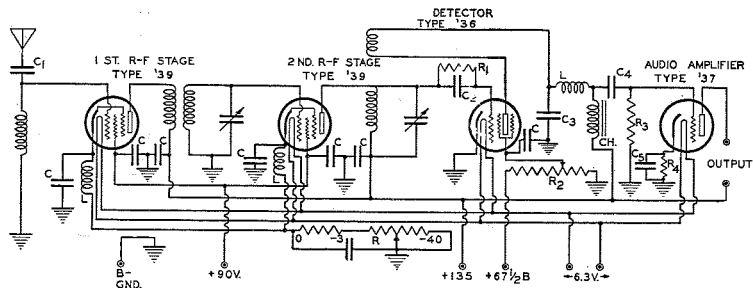 DETECTOR
TYPE '36
C1
1 ST. R-F STAGE
TYPE '39
2 ND. R-F STAGE
TYPE '39
R1
C2
L
C4
AUDIO AMPLIFIER
TYPE '37
C3
R3
CH.
C
C
C
C
C
C
C
C5
R4
OUTPUT
L
L
R2
0
-3
R
-40
B-
GND.
+90V.
+135
+67½B
6.3V.